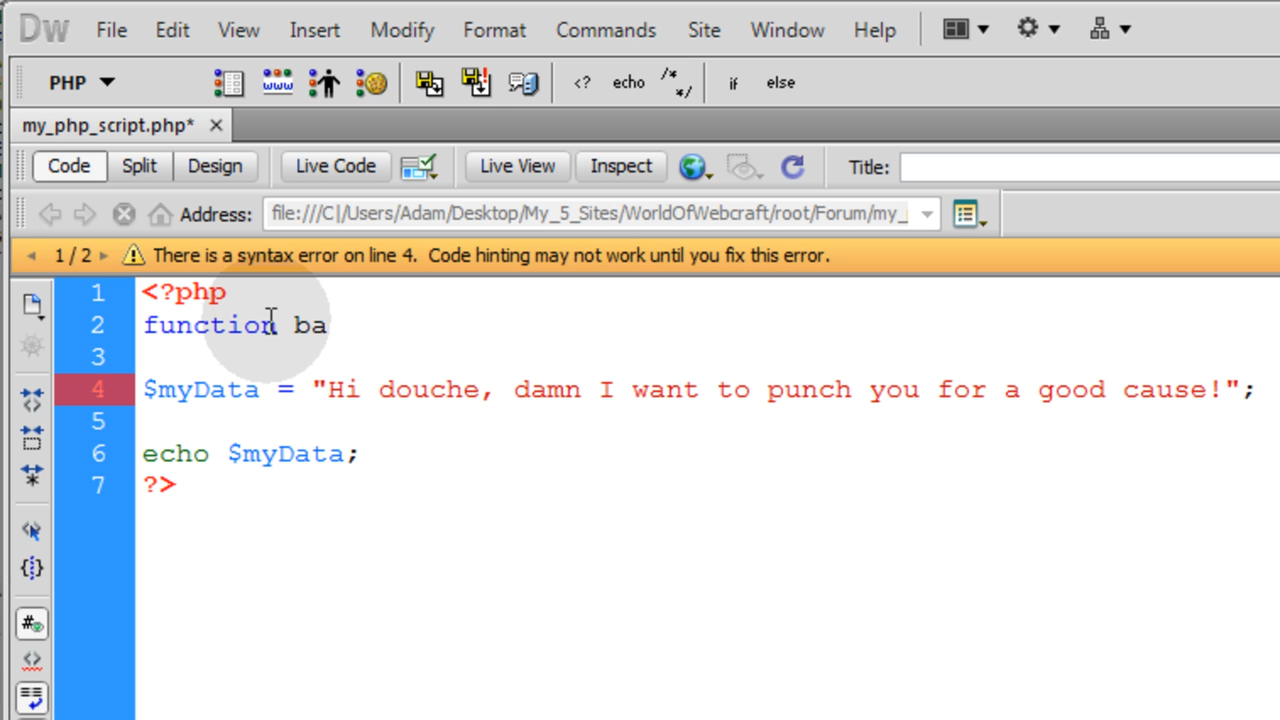 Dw File Edit View Insert Modify Format Commands Site Window Help
PHP www <? echo /* */ if else
my_php_script.php* ×
Code Split Design Live Code Live View Inspect Title:
Address: file:///C|/Users/Adam/Desktop/My_5_Sites/WorldOfWebcraft/root/Forum/my_
1 / 2 There is a syntax error on line 4. Code hinting may not work until you fix this error.
1 <?php
2 function ba
3
4 $myData = "Hi douche, damn I want to punch you for a good cause!";
5
6 echo $myData;
7 ?>